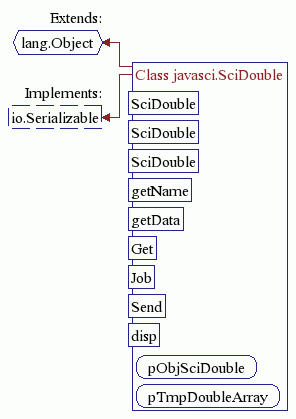 Extends:
lang.Object
Class javasci.SciDouble
Implements:
io.Serializable
SciDouble
SciDouble
SciDouble
getName
getData
Get
Job
Send
disp
pObjSciDouble
pTmpDoubleArray